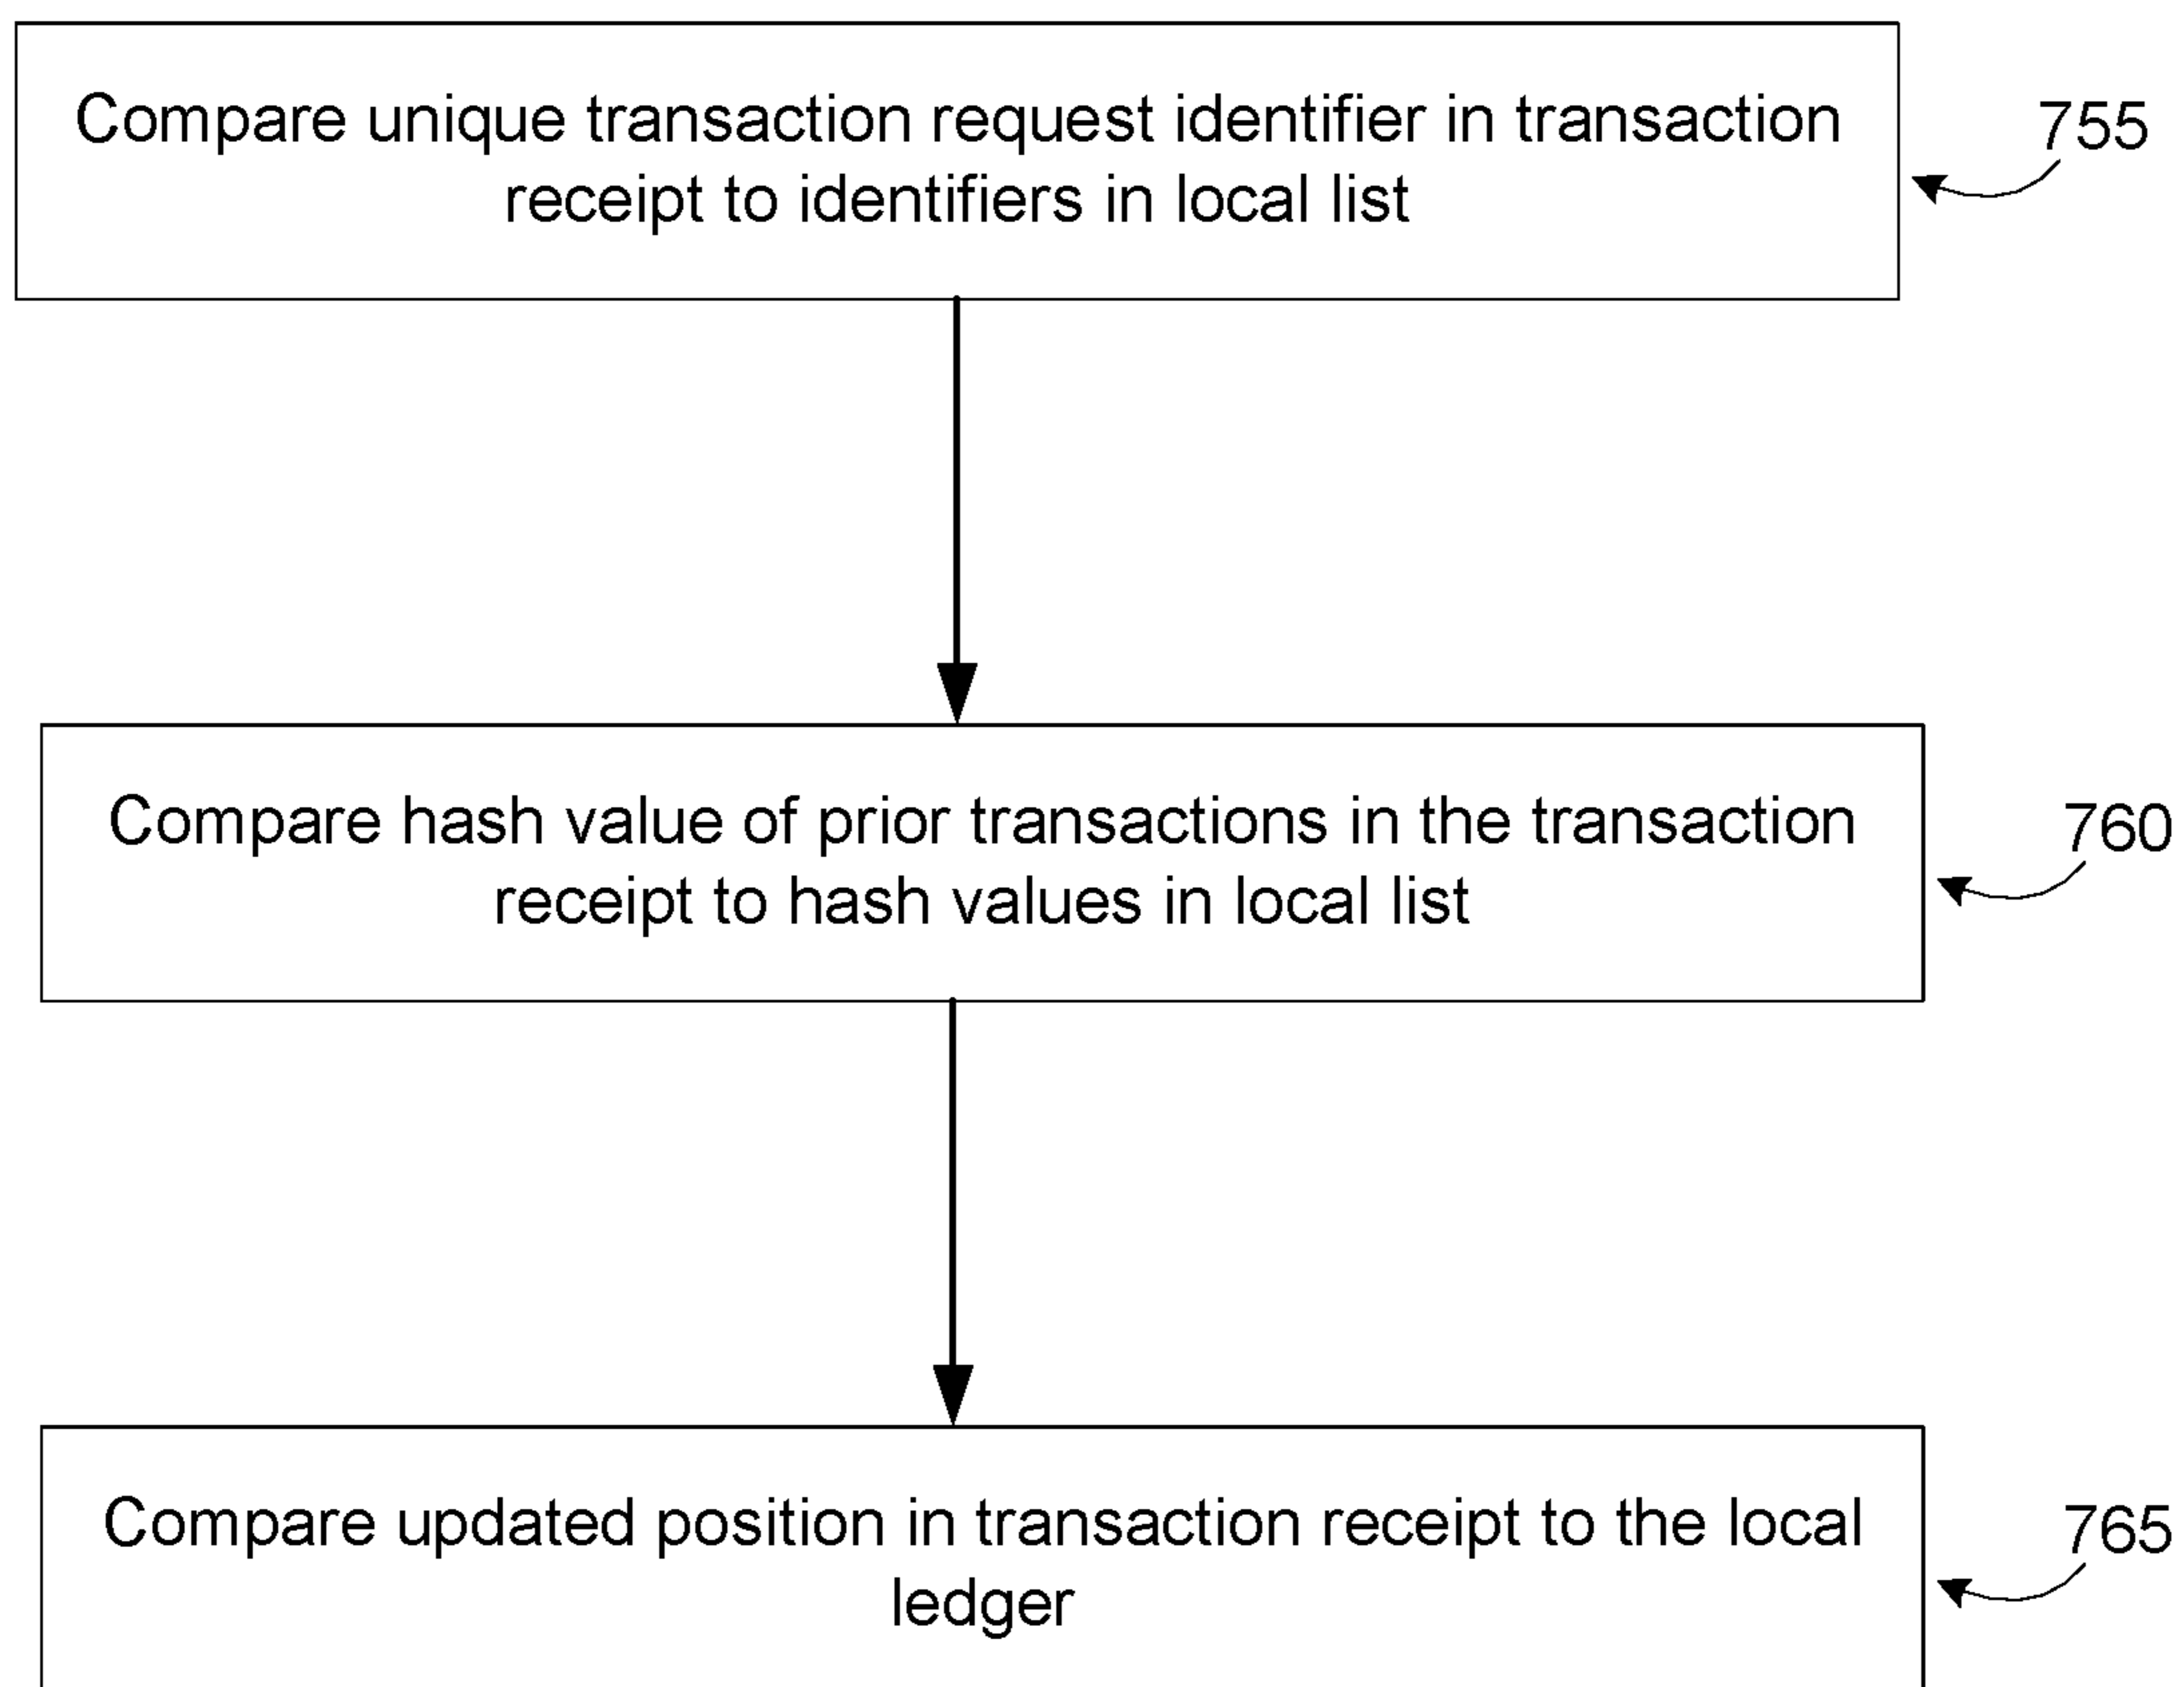 Compare unique transaction request identifier in transaction
receipt to identifiers in local list
755
Compare hash value of prior transactions in the transaction
receipt to hash values in local list
760
Compare updated position in transaction receipt to the local
ledger
765